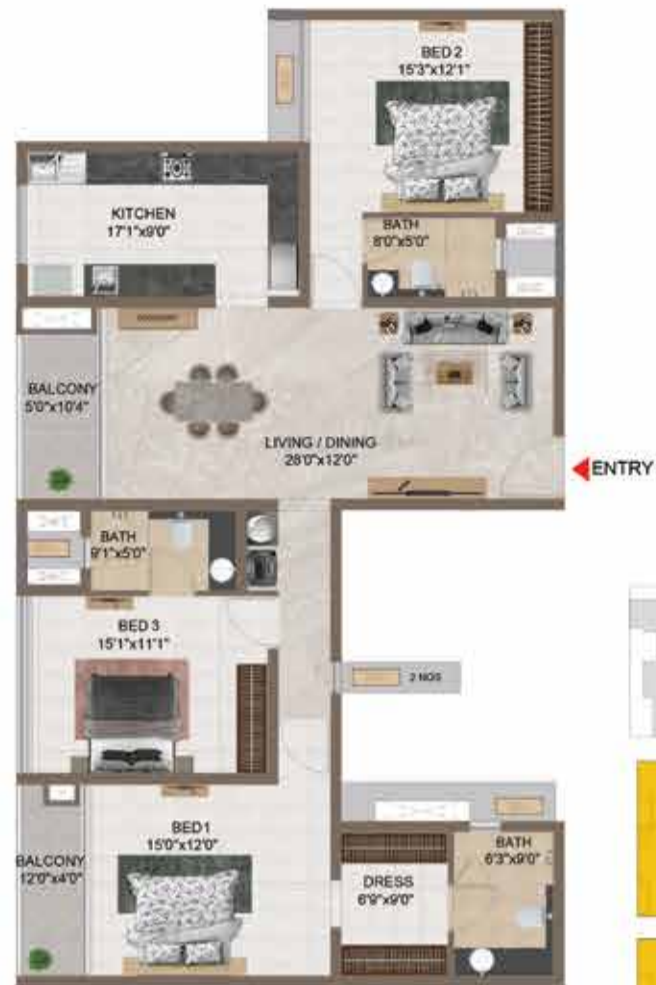 BED 2
15'3"x12'1"
KITCHEN
17'1"x9'0"
BATH
8'0"x5'0"
BALCONY
5'0"x10'4"
LIVING / DINING
28'0"x12'0"
ENTRY
BATH
9'1"x5'0"
BED 3
15'1"x11'1"
2 NOS
BED1
15'0"x12'0"
BALCONY
12'0"x4'0"
BATH
6'3"x9'0"
DRESS
6'9"x9'0"